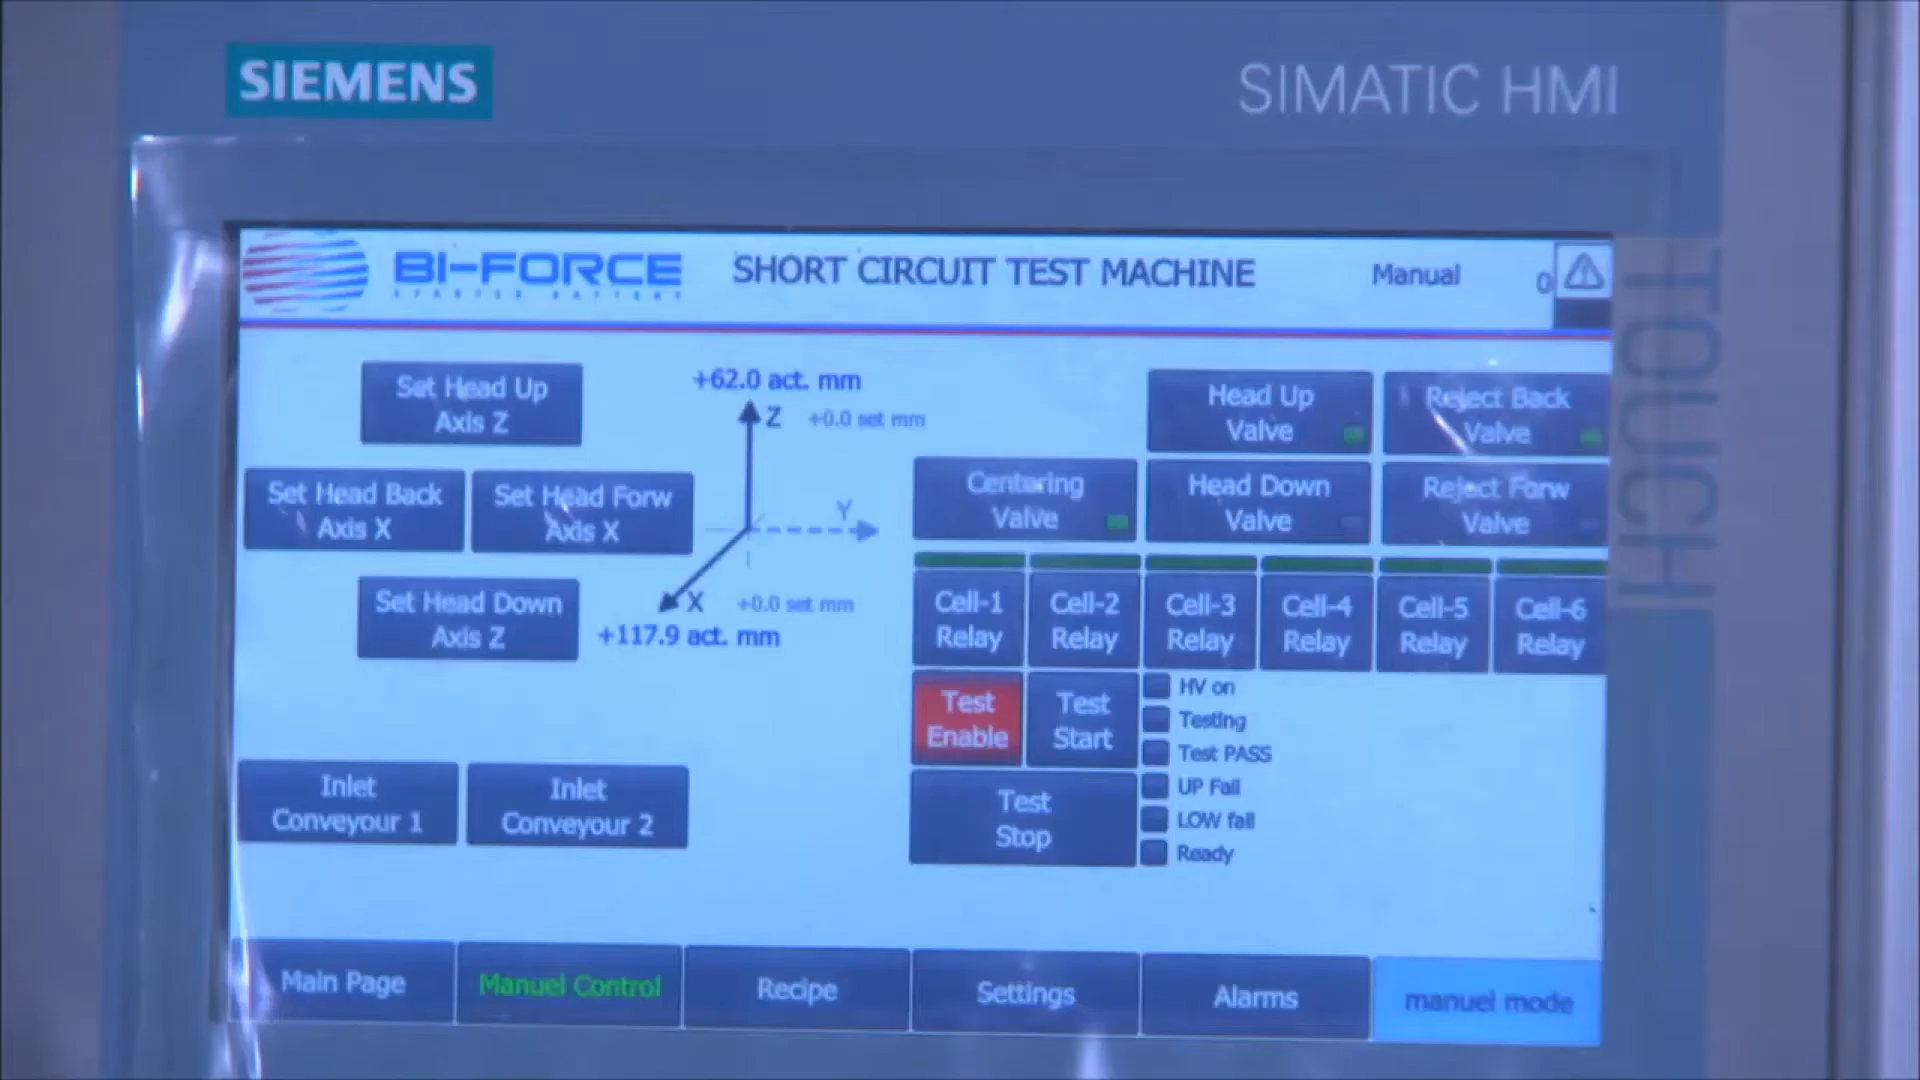 SIEMENS
SIMATIC HMI
TOUCH
BI-FORCE
STARTER BATTERY
SHORT CIRCUIT TEST MACHINE
Manual
0
Set Head Up
Axis Z
+62.0 act. mm
Z +0.0 set mm
Head Up
Valve
Reject Back
Valve
Set Head Back
Axis X
Set Head Forw
Axis X
Y
Centering
Valve
Head Down
Valve
Reject Forw
Valve
Set Head Down
Axis Z
X +0.0 set mm
+117.9 act. mm
Cell-1
Relay
Cell-2
Relay
Cell-3
Relay
Cell-4
Relay
Cell-5
Relay
Cell-6
Relay
Test
Enable
Test
Start
HV on
Testing
Test PASS
UP Fail
LOW fail
Ready
Test
Stop
Inlet
Conveyour 1
Inlet
Conveyour 2
Main Page
Manuel Control
Recipe
Settings
Alarms
manuel mode